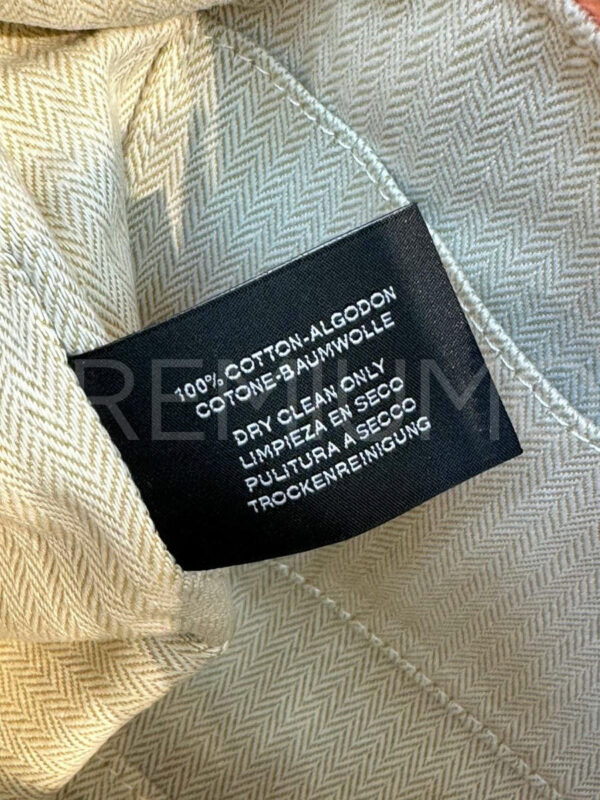 100% COTTON-ALGODON
COTONE-BAUMWOLLE
DRY CLEAN ONLY
LIMPIEZA EN SECO
PULITURA A SECCO
TROCKENREINIGUNG